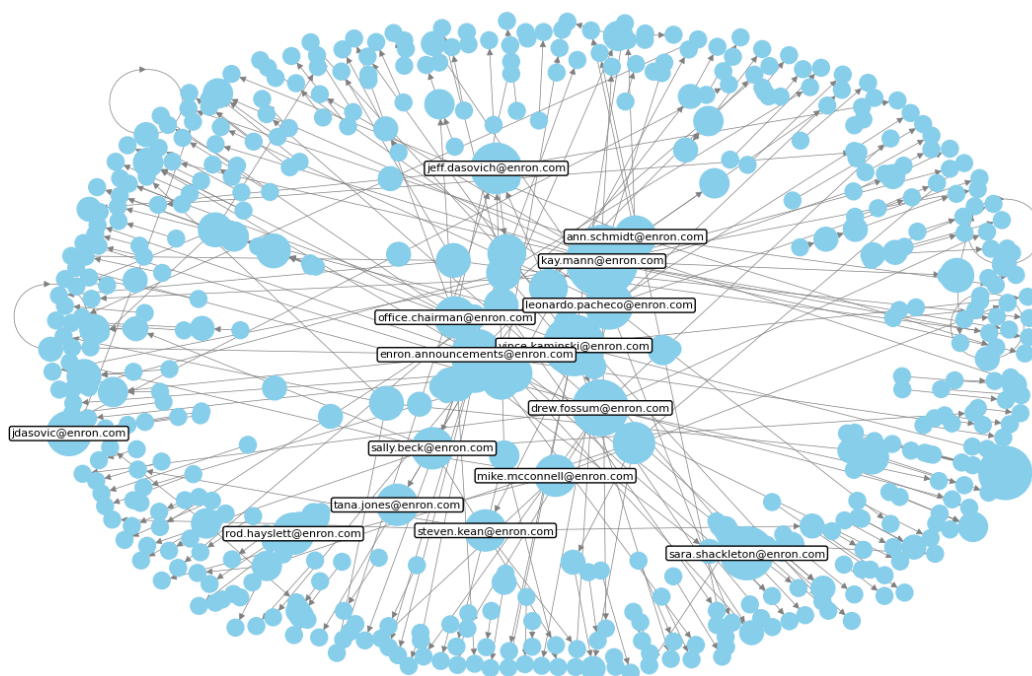 jeff.dasovich@enron.com
ann.schmidt@enron.com
kay.mann@enron.com
leonardo.pacheco@enron.com
office.chairman@enron.com
vince.kaminski@enron.com
enron.announcements@enron.com
drew.fossum@enron.com
jdasovic@enron.com
sally.beck@enron.com
mike.mcconnell@enron.com
tana.jones@enron.com
steven.kean@enron.com
rod.hayslett@enron.com
sara.shackleton@enron.com